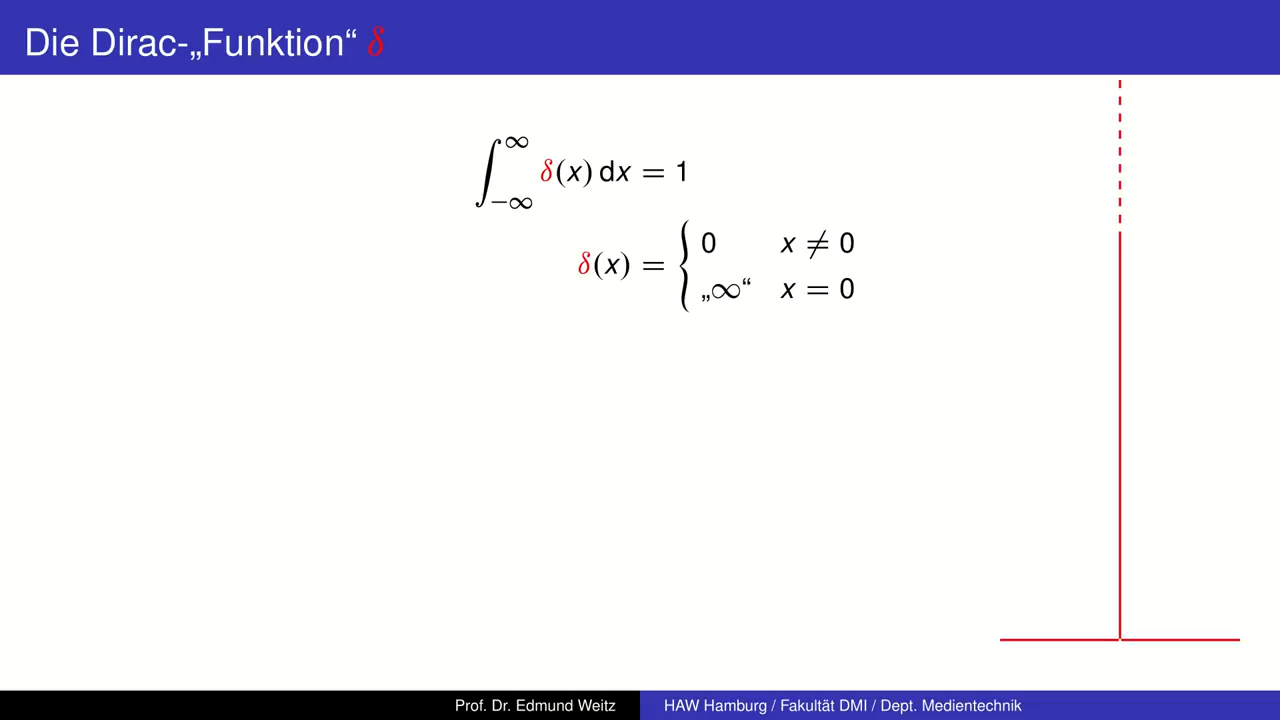 Die Dirac-„Funktion“ δ
∫_{-∞}^{∞} δ(x) dx = 1
δ(x) = { 0 x ≠ 0
„∞“ x = 0
Prof. Dr. Edmund Weitz HAW Hamburg / Fakultät DMI / Dept. Medientechnik